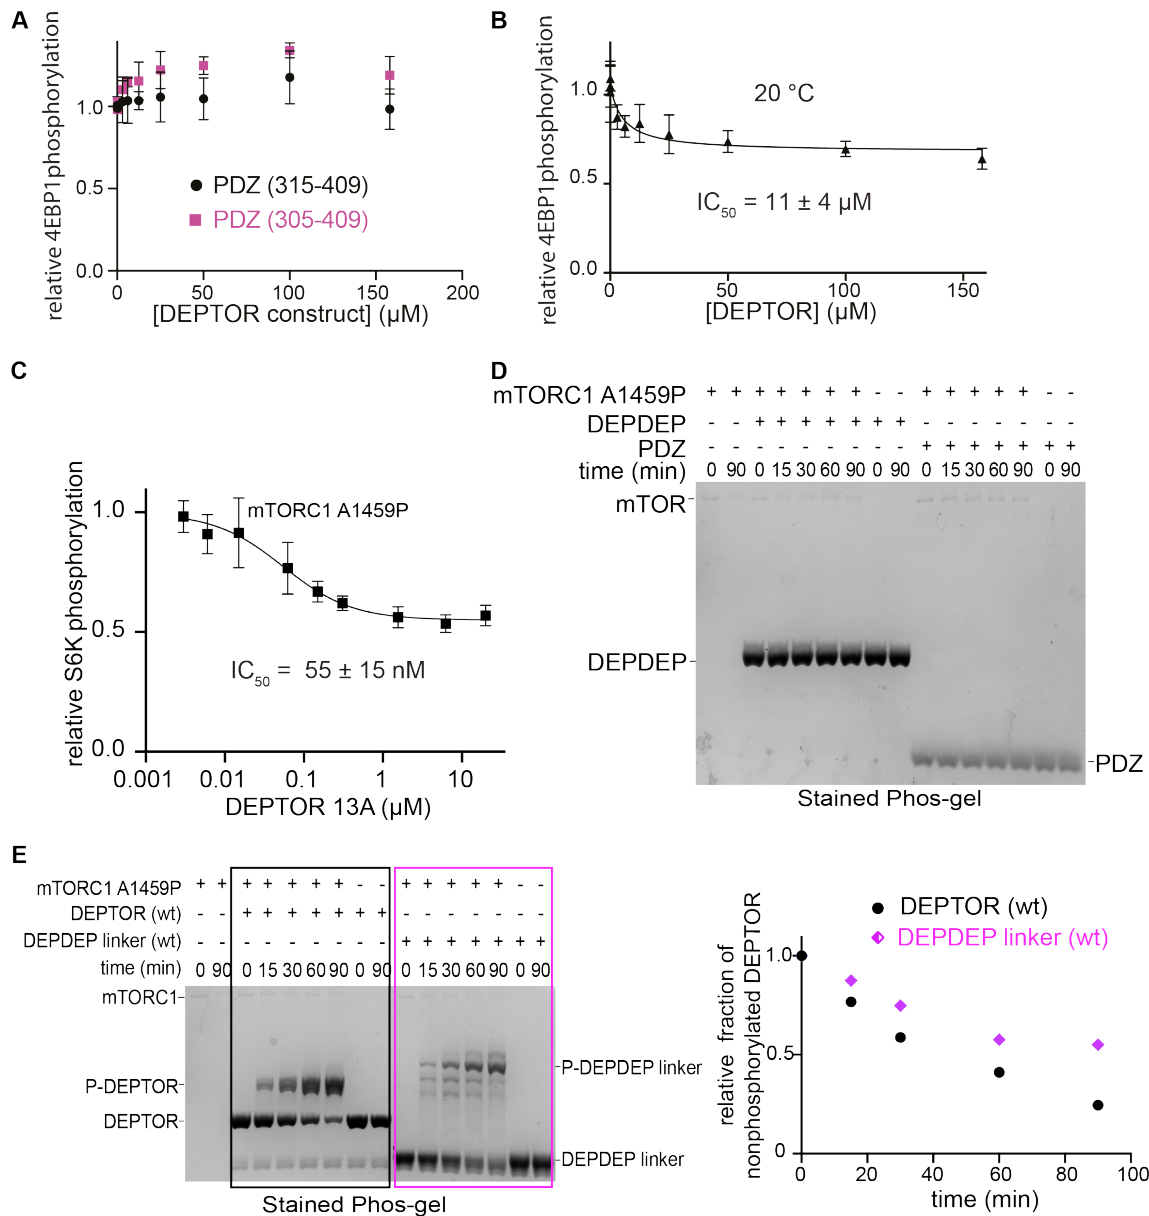 A
relative 4EBP1phosphorylation
1.0
0.5
0.0
PDZ (315-409)
PDZ (305-409)
0 50 100 150 200
[DEPTOR construct] (µM)
B
relative 4EBP1phosphorylation
1.0
0.5
0.0
20 °C
IC50 = 11 ± 4 µM
0 50 100 150
[DEPTOR] (µM)
C
relative S6K phosphorylation
1.0
0.5
0.0
mTORC1 A1459P
IC50 = 55 ± 15 nM
0.001 0.01 0.1 1 10
DEPTOR 13A (µM)
D
mTORC1 A1459P + + + + + + + - - + + + + + - -
DEPDEP - - + + + + + + + - - - - - - -
PDZ - - - - - - - - - + + + + + + +
time (min) 0 90 0 15 30 60 90 0 90 0 15 30 60 90 0 90
mTOR
DEPDEP
PDZ
Stained Phos-gel
E
mTORC1 A1459P + + + + + + + - - + + + + + - -
DEPTOR (wt) - - + + + + + + + - - - - - - -
DEPDEP linker (wt) - - - - - - - - - + + + + + + +
time (min) 0 90 0 15 30 60 90 0 90 0 15 30 60 90 0 90
mTORC1
P-DEPTOR
DEPTOR
P-DEPDEP linker
DEPDEP linker
Stained Phos-gel
relative fraction of
nonphosphorylated DEPTOR
DEPTOR (wt)
DEPDEP linker (wt)
1.0
0.5
0
0 20 40 60 80 100
time (min)